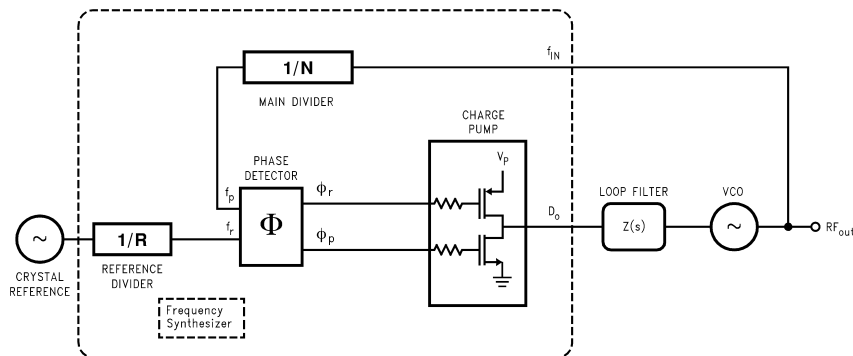 f_IN
1/N
MAIN DIVIDER
CHARGE
PUMP
V_P
PHASE
DETECTOR
f_p
f_r
Φ
ϕ_r
ϕ_p
D_o
LOOP FILTER
Z(s)
VCO
~
RF_out
~
CRYSTAL
REFERENCE
1/R
REFERENCE
DIVIDER
Frequency
Synthesizer